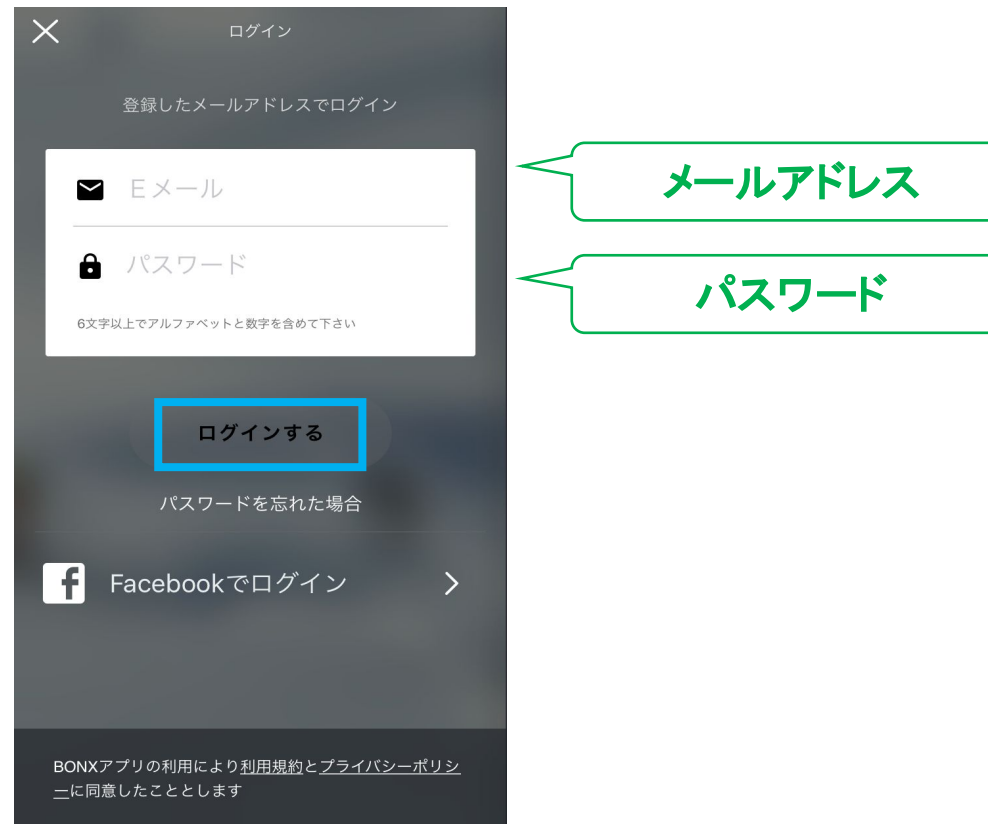 ログイン
登録したメールアドレスでログイン
Eメール
メールアドレス
パスワード
パスワード
6文字以上でアルファベットと数字を含めて下さい
ログインする
パスワードを忘れた場合
Facebookでログイン
BONXアプリの利用により利用規約とプライバシーポリシ
ーに同意したこととします